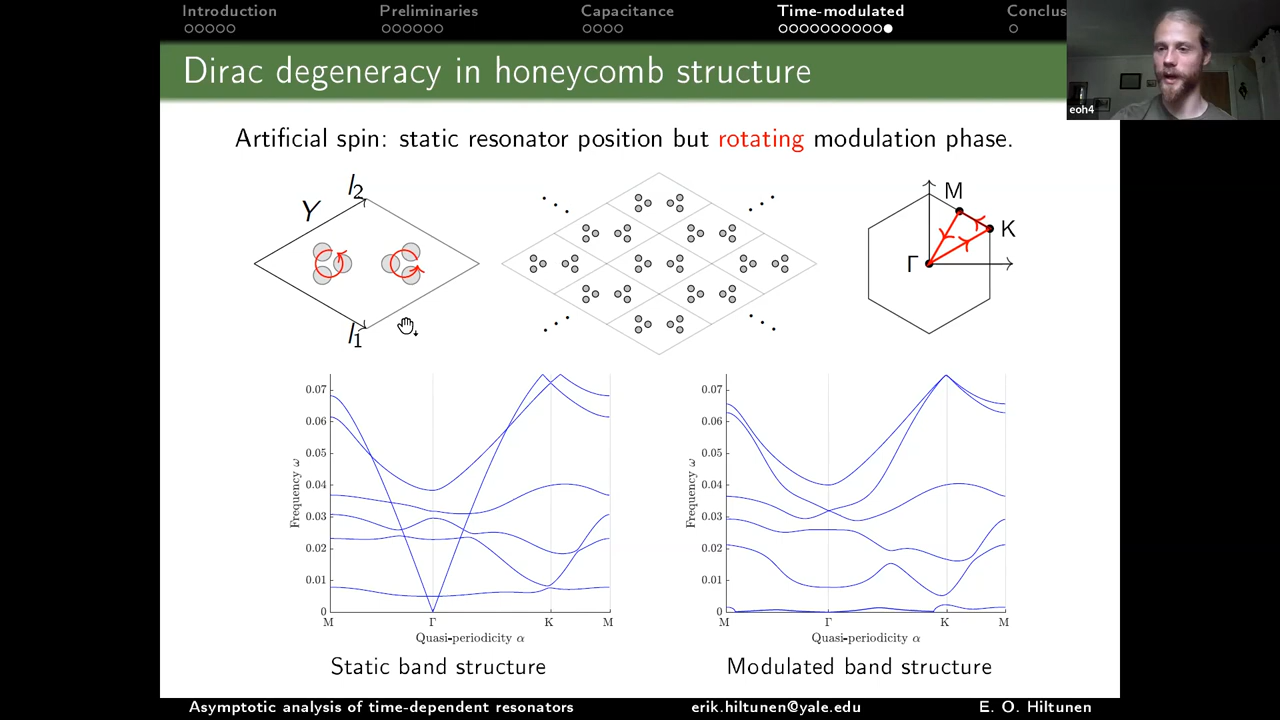 Introduction Preliminaries Capacitance Time-modulated Conclus
Dirac degeneracy in honeycomb structure
eoh4
Artificial spin: static resonator position but rotating modulation phase.
l2
Y
l1
M
K
Γ
0.07
0.06
0.05
0.04
0.03
0.02
0.01
0
Frequency ω
M Γ K M
Quasi-periodicity α
Static band structure
0.07
0.06
0.05
0.04
0.03
0.02
0.01
0
Frequency ω
M Γ K M
Quasi-periodicity α
Modulated band structure
Asymptotic analysis of time-dependent resonators erik.hiltunen@yale.edu E. O. Hiltunen